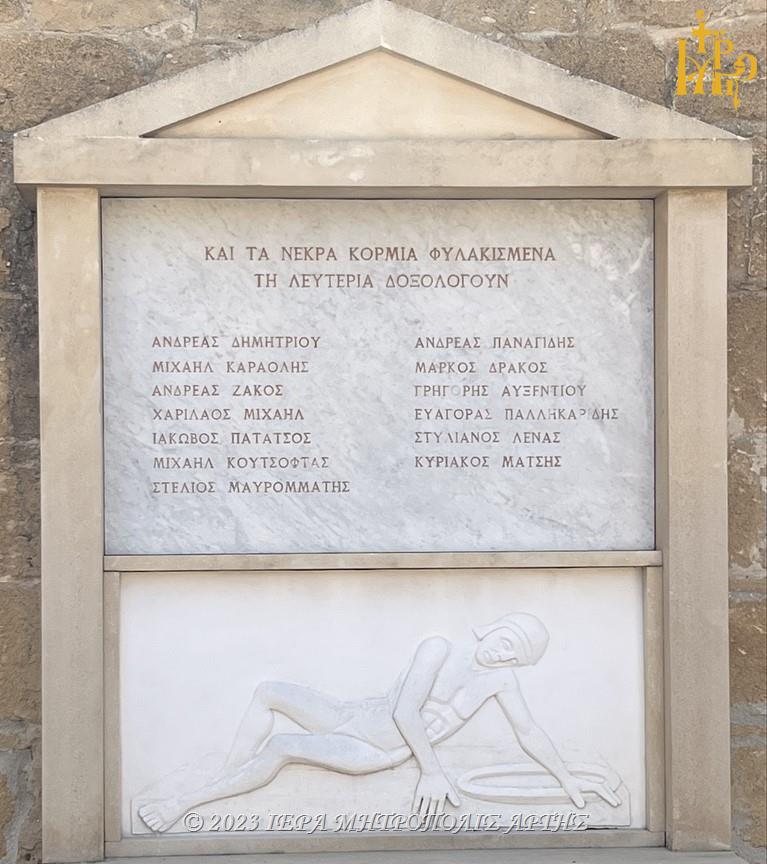 ΚΑΙ ΤΑ ΝΕΚΡΑ ΚΟΡΜΙΑ ΦΥΛΑΚΙΣΜΕΝΑ
ΤΗ ΛΕΥΤΕΡΙΑ ΔΟΞΟΛΟΓΟΥΝ
ΑΝΔΡΕΑΣ ΔΗΜΗΤΡΙΟΥ
ΜΙΧΑΗΛ ΚΑΡΑΟΛΗΣ
ΑΝΔΡΕΑΣ ΖΑΚΟΣ
ΧΑΡΙΛΑΟΣ ΜΙΧΑΗΛ
ΙΑΚΩΒΟΣ ΠΑΤΑΤΣΟΣ
ΜΙΧΑΗΛ ΚΟΥΤΣΟΦΤΑΣ
ΣΤΕΛΙΟΣ ΜΑΥΡΟΜΜΑΤΗΣ
ΑΝΔΡΕΑΣ ΠΑΝΑΓΙΔΗΣ
ΜΑΡΚΟΣ ΔΡΑΚΟΣ
ΓΡΗΓΟΡΗΣ ΑΥΞΕΝΤΙΟΥ
ΕΥΑΓΟΡΑΣ ΠΑΛΛΗΚΑΡΙΔΗΣ
ΣΤΥΛΙΑΝΟΣ ΛΕΝΑΣ
ΚΥΡΙΑΚΟΣ ΜΑΤΣΗΣ
© 2023 ΙΕΡΑ ΜΗΤΡΟΠΟΛΙΣ ΑΡΤΗΣ